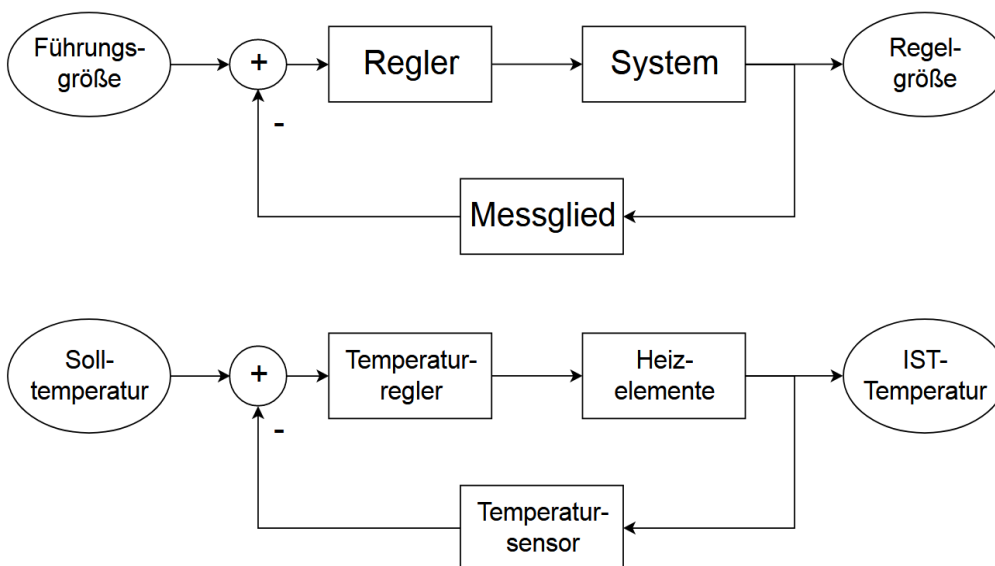 Führungs-
größe
+
Regler
System
Regel-
größe
-
Messglied
Soll-
temperatur
+
Temperatur-
regler
Heiz-
elemente
IST-
Temperatur
-
Temperatur-
sensor